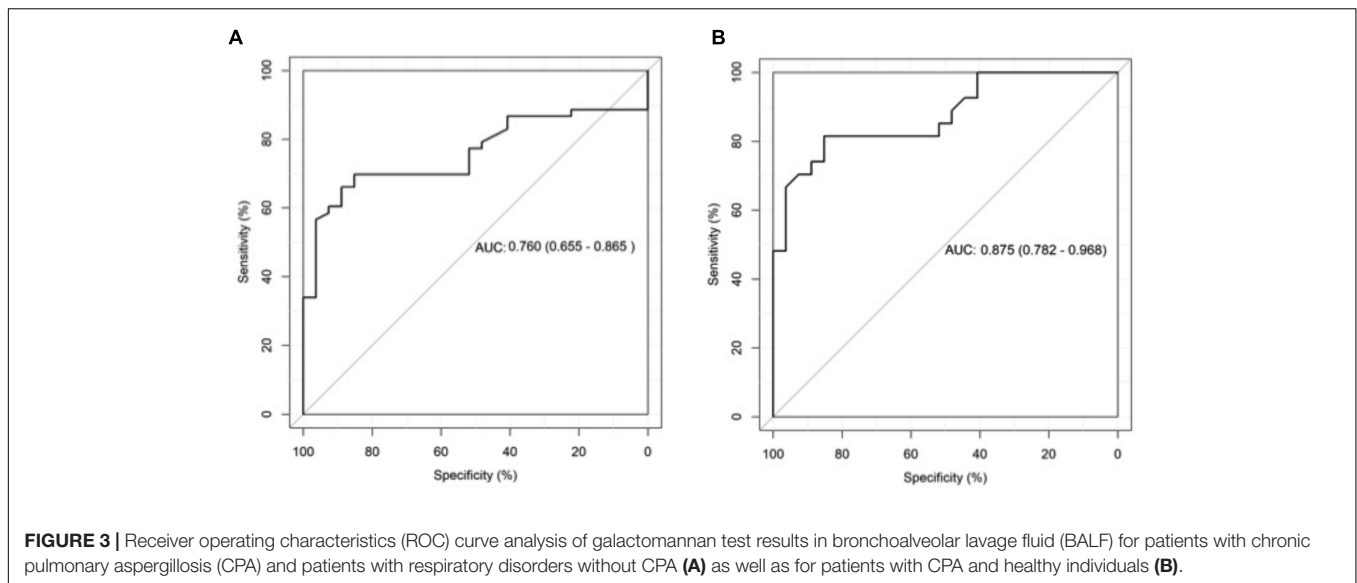 A
B
100
80
60
40
20
0
Sensitivity (%)
AUC: 0.760 (0.655 - 0.865 )
100 80 60 40 20 0
Specificity (%)
100
80
60
40
20
0
Sensitivity (%)
AUC: 0.875 (0.782 - 0.968)
100 80 60 40 20 0
Specificity (%)
FIGURE 3 | Receiver operating characteristics (ROC) curve analysis of galactomannan test results in bronchoalveolar lavage fluid (BALF) for patients with chronic
pulmonary aspergillosis (CPA) and patients with respiratory disorders without CPA (A) as well as for patients with CPA and healthy individuals (B).